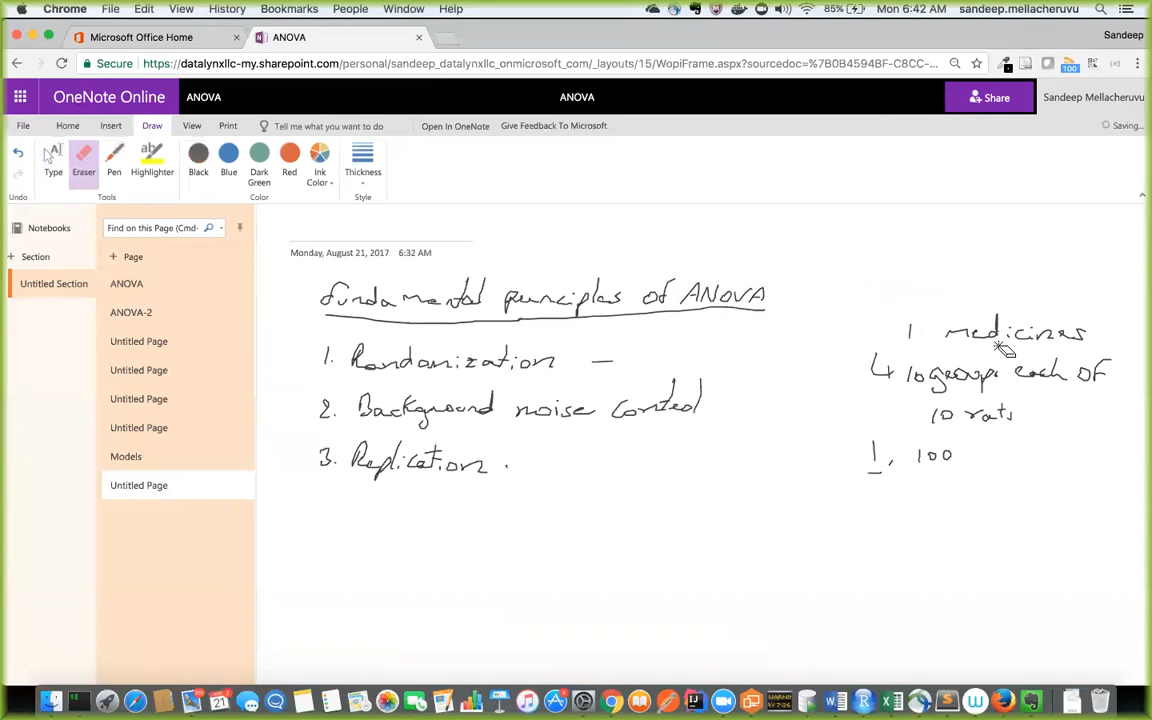 Chrome File Edit View History Bookmarks People Window Help 85% Mon 6:42 AM sandeep.mellacheruvu
Microsoft Office Home × ANOVA × Sandeep
Secure https://datalynxllc-my.sharepoint.com/personal/sandeep_datalynxllc_onmicrosoft_com/_layouts/15/WopiFrame.aspx?sourcedoc=%7B0B4594BF-C8CC-... 100
OneNote Online ANOVA ANOVA Share Sandeep Mellacheruvu
File Home Insert Draw View Print Tell me what you want to do Open In OneNote Give Feedback To Microsoft Saving...
Type Eraser Pen Highlighter Black Blue Dark Green Red Ink Color Thickness
Undo Tools Color Style
Notebooks Find on this Page (Cmd-
+ Section + Page
Untitled Section ANOVA
ANOVA-2
Untitled Page
Untitled Page
Untitled Page
Untitled Page
Models
Untitled Page
Monday, August 21, 2017 6:32 AM
fundamental principles of ANOVA
1. Randamization —
2. Background noise control
3. Replication .
1 medicines
↳ 10 groups each of
10 rats
1, 100